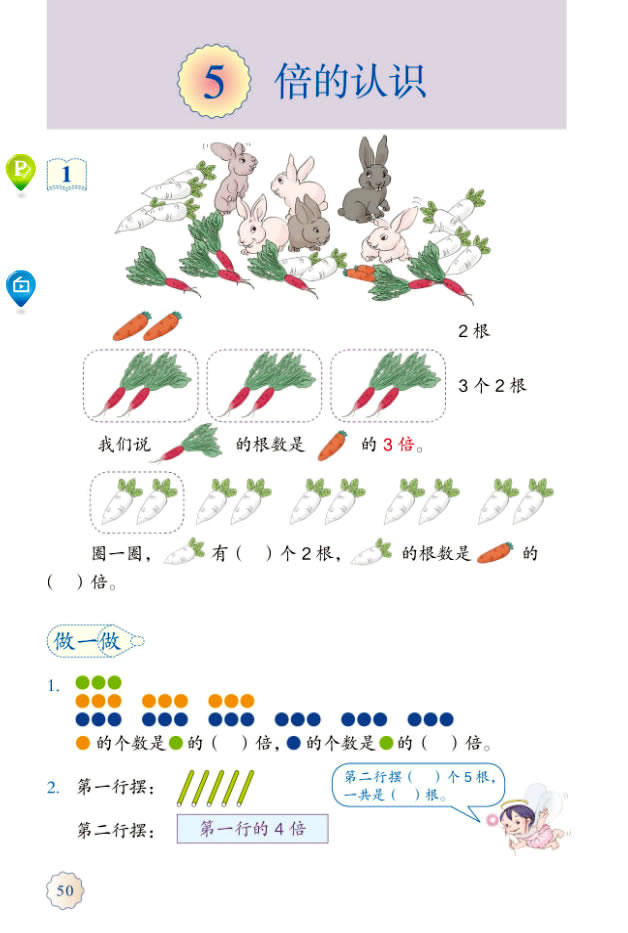 5 倍的认识
P
1
2 根
3 个 2 根
我们说 的根数是 的 3 倍。
圈一圈， 有（ ）个 2 根， 的根数是 的
（ ）倍。
做一做
1.
的个数是 的（ ）倍， 的个数是 的（ ）倍。
2. 第一行摆：
第二行摆（ ）个 5 根，
一共是（ ）根。
第二行摆： 第一行的 4 倍
50